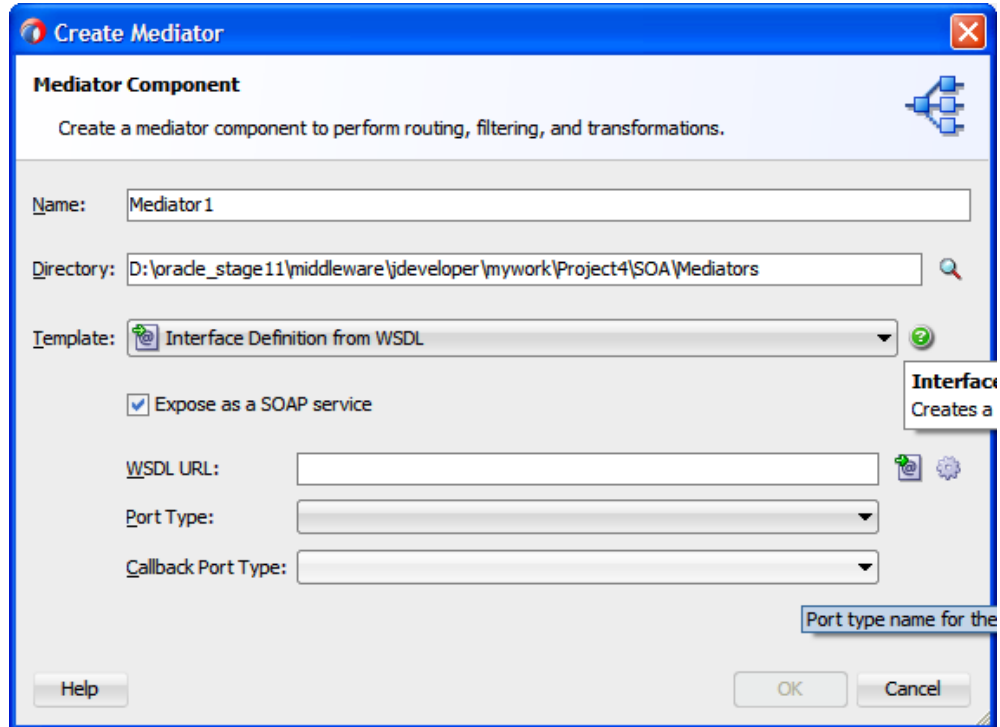 Create Mediator
Mediator Component
Create a mediator component to perform routing, filtering, and transformations.
Name: Mediator1
Directory: D:\oracle_stage11\middleware\jdeveloper\mywork\Project4\SOA\Mediators
Template: Interface Definition from WSDL
Interface
Creates a
Expose as a SOAP service
WSDL URL:
Port Type:
Callback Port Type:
Port type name for the
Help OK Cancel